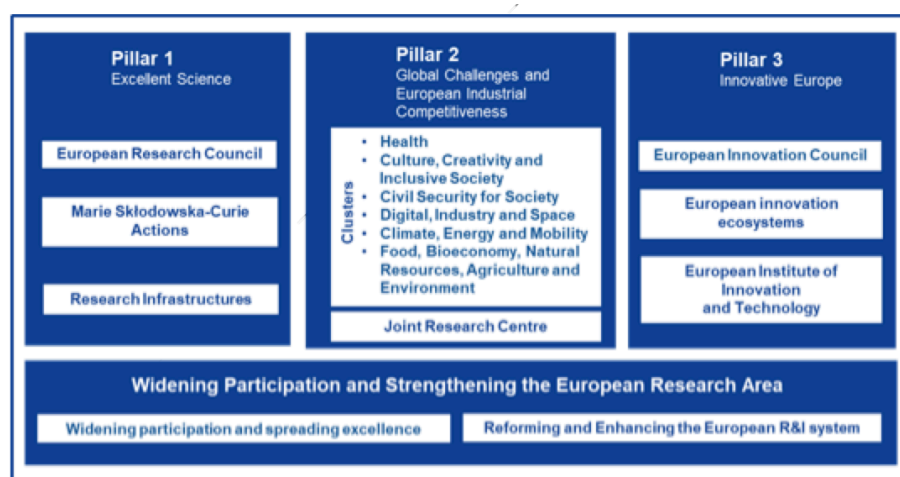 Pillar 1
Excellent Science
European Research Council
Marie Skłodowska-Curie
Actions
Research Infrastructures
Pillar 2
Global Challenges and
European Industrial
Competitiveness
Clusters
• Health
• Culture, Creativity and
Inclusive Society
• Civil Security for Society
• Digital, Industry and Space
• Climate, Energy and Mobility
• Food, Bioeconomy, Natural
Resources, Agriculture and
Environment
Joint Research Centre
Pillar 3
Innovative Europe
European Innovation Council
European innovation
ecosystems
European Institute of
Innovation
and Technology
Widening Participation and Strengthening the European Research Area
Widening participation and spreading excellence
Reforming and Enhancing the European R&I system